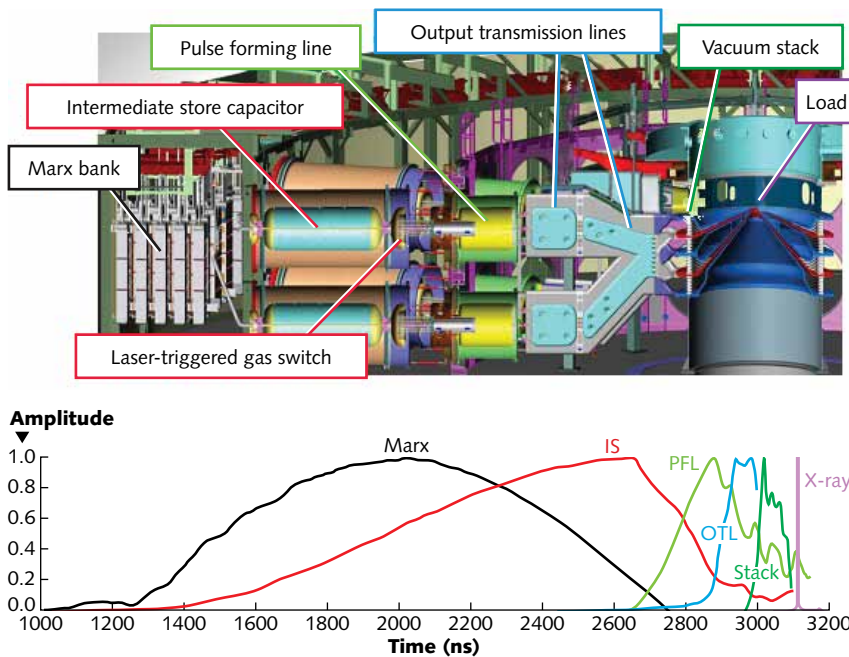 Output transmission lines
Pulse forming line
Vacuum stack
Intermediate store capacitor
Load
Marx bank
Laser-triggered gas switch
Amplitude
Marx
IS
PFL
X-ray
OTL
Stack
1.0
0.8
0.6
0.4
0.2
0.0
1000 1200 1400 1600 1800 2000 2200 2400 2600 2800 3000 3200
Time (ns)